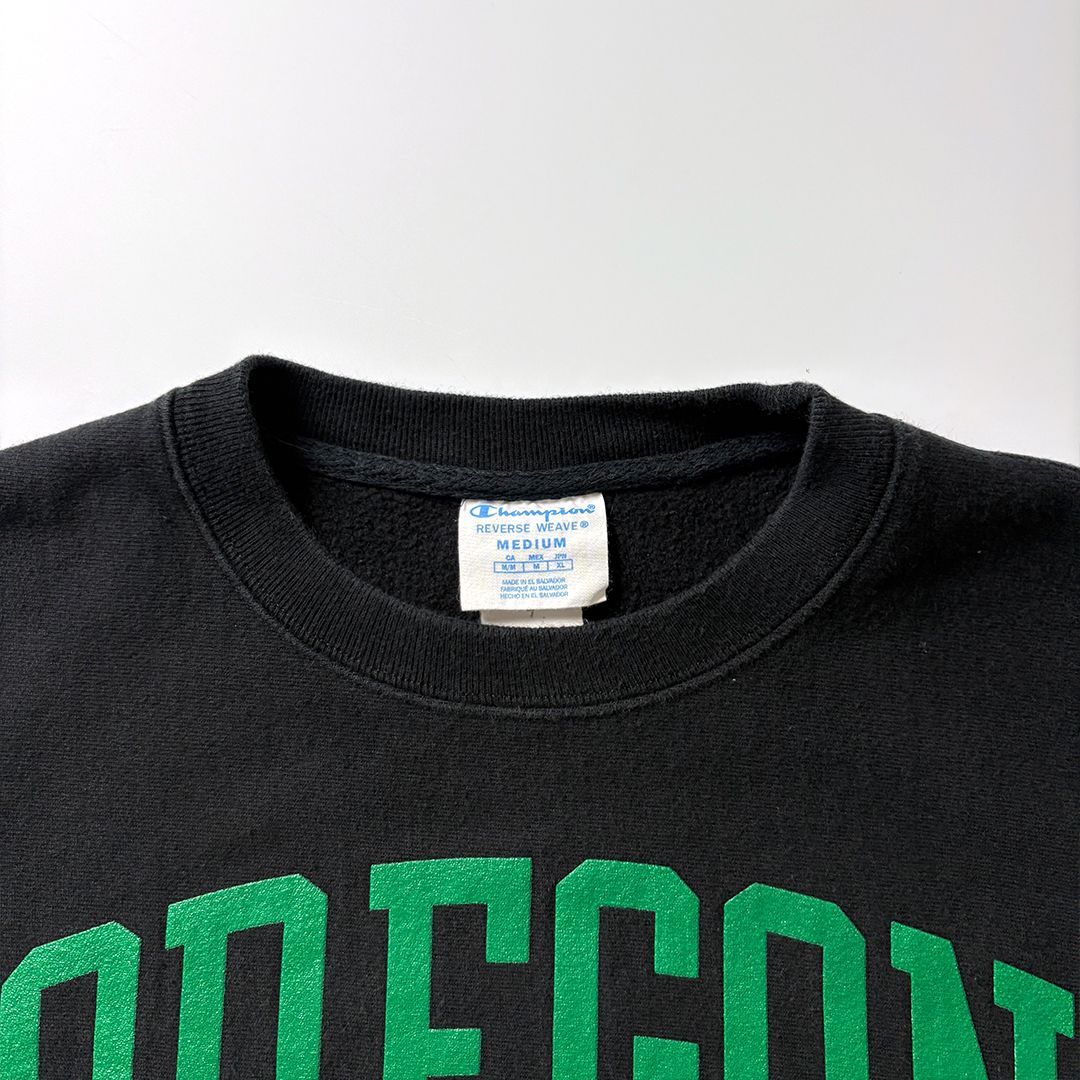 Champion®
REVERSE WEAVE®
MEDIUM
CA MEX JPN
M/M M XL
MADE IN EL SALVADOR
FABRIQUÉ AU SALVADOR
HECHO EN EL SALVADOR
OREGON